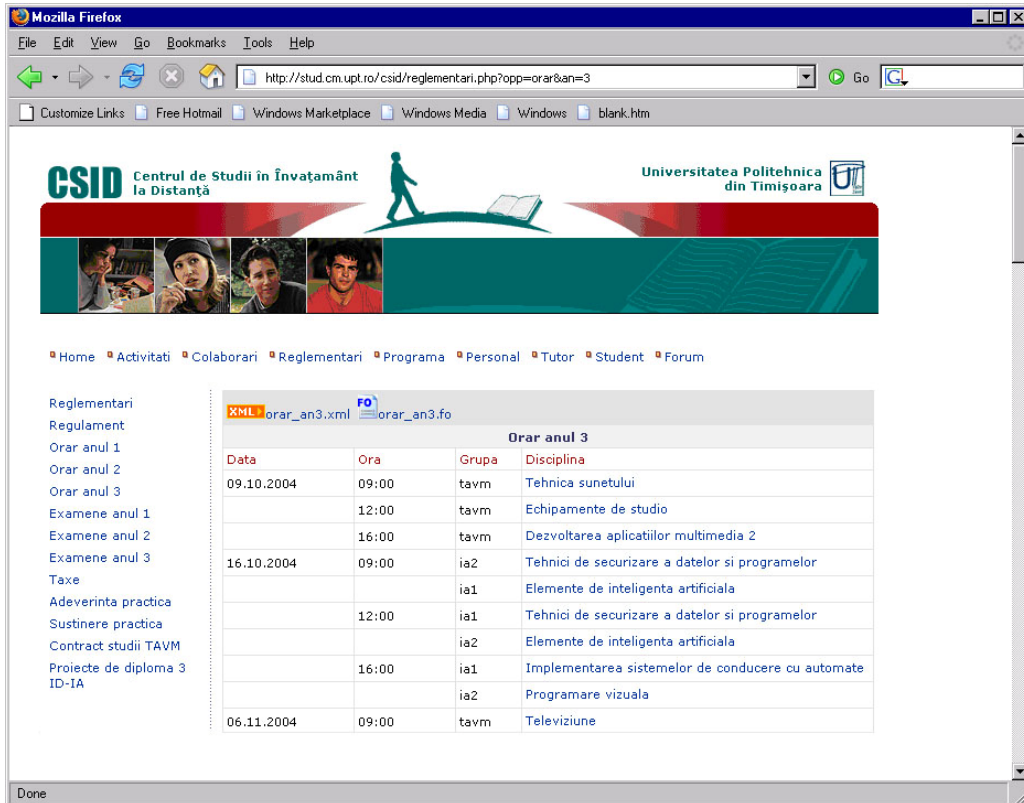 Mozilla Firefox
File Edit View Go Bookmarks Tools Help
http://stud.cm.upt.ro/csid/reglementari.php?opp=orar&an=3 Go G
Customize Links Free Hotmail Windows Marketplace Windows Media Windows blank.htm
CSID Centrul de Studii în Învaţamânt
la Distanţă
Universitatea Politehnica
din Timişoara
Home Activitati Colaborari Reglementari Programa Personal Tutor Student Forum
Reglementari
Regulament
Orar anul 1
Orar anul 2
Orar anul 3
Examene anul 1
Examene anul 2
Examene anul 3
Taxe
Adeverinta practica
Sustinere practica
Contract studii TAVM
Proiecte de diploma 3
ID-IA
XML orar_an3.xml FO orar_an3.fo
Orar anul 3
Data Ora Grupa Disciplina
09.10.2004 09:00 tavm Tehnica sunetului
12:00 tavm Echipamente de studio
16:00 tavm Dezvoltarea aplicatiilor multimedia 2
16.10.2004 09:00 ia2 Tehnici de securizare a datelor si programelor
ia1 Elemente de inteligenta artificiala
12:00 ia1 Tehnici de securizare a datelor si programelor
ia2 Elemente de inteligenta artificiala
16:00 ia1 Implementarea sistemelor de conducere cu automate
ia2 Programare vizuala
06.11.2004 09:00 tavm Televiziune
Done